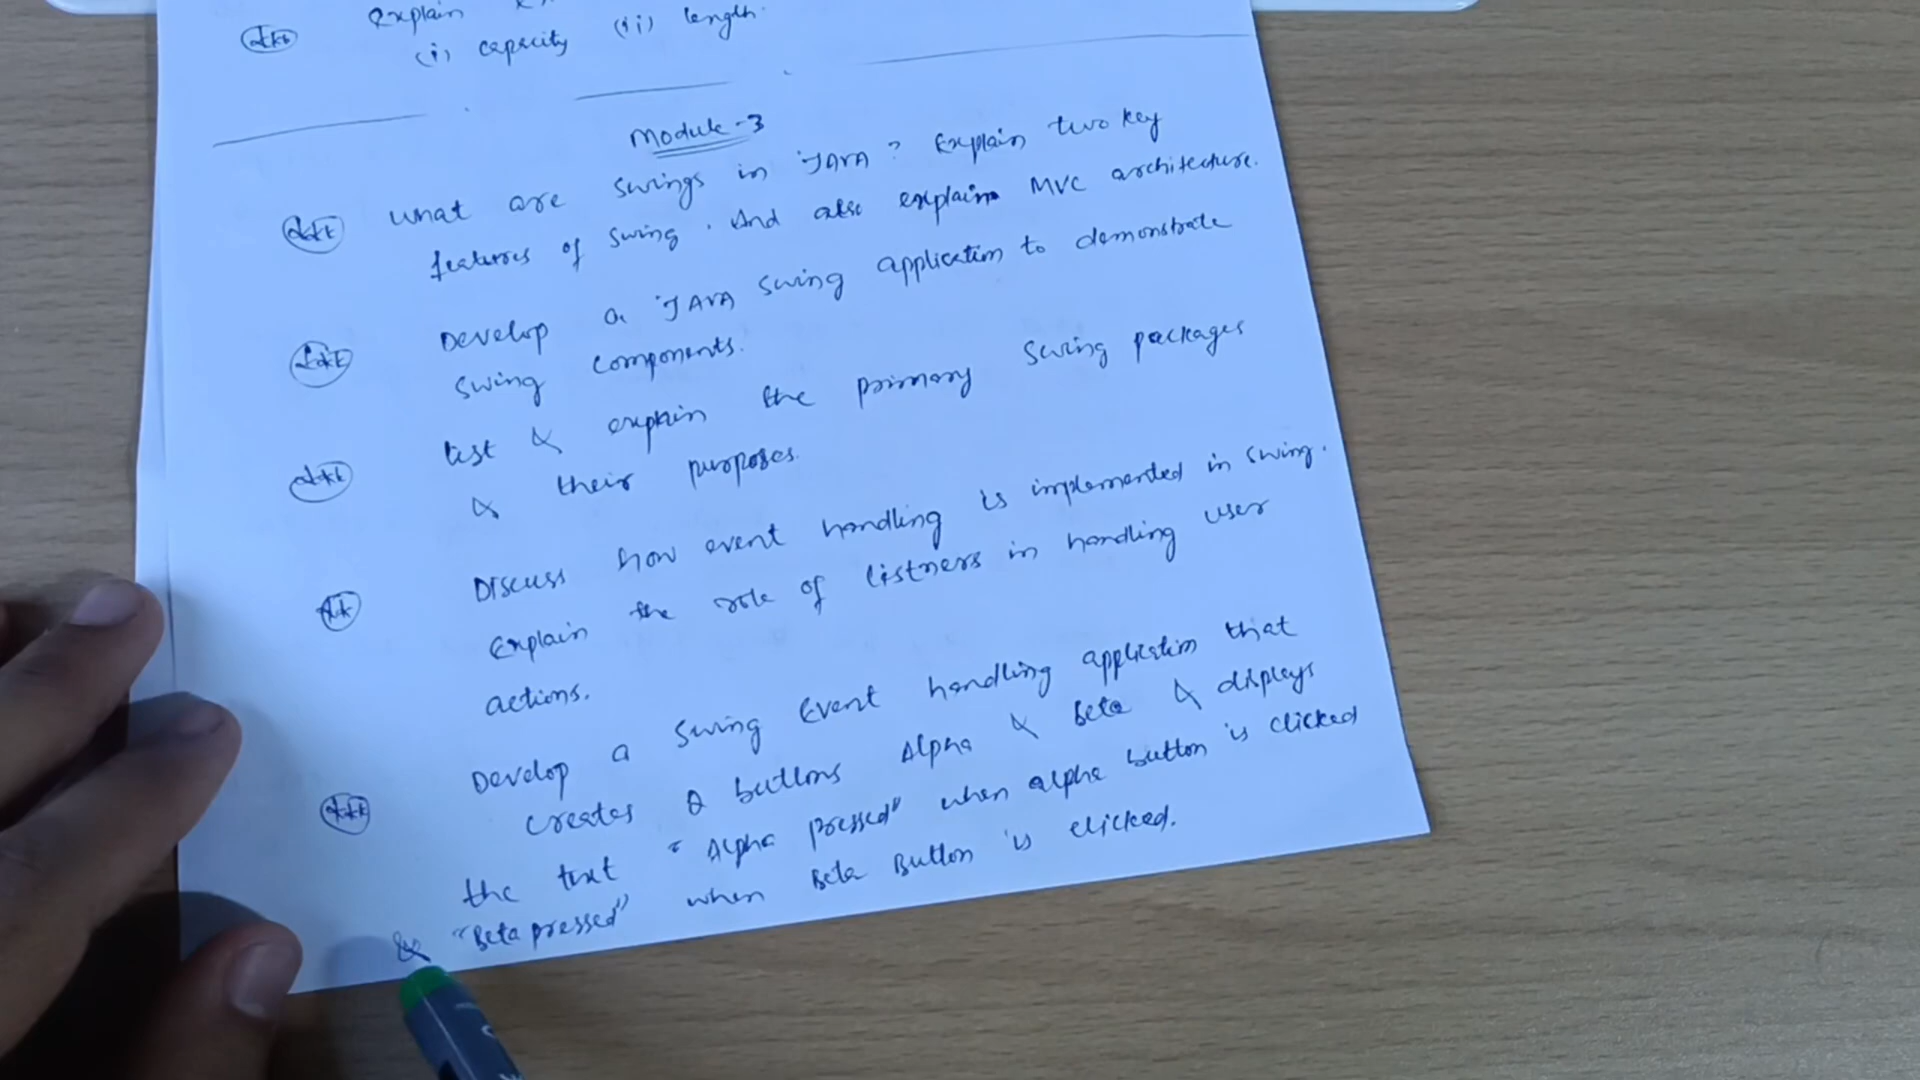 Explain
(i) capacity (ii) length.
Module-3
What are swings in JAVA? Explain two key
features of swing. And also explain MVC architecture.
Develop a JAVA swing application to demonstrate
swing components.
List & explain the primary swing packages
& their purposes.
Discuss how event handling is implemented in swing.
Explain the role of listners in handling user
actions.
Develop a swing Event handling application that
creates 2 buttons Alpha & Beta & displays
the text "Alpha pressed" when alpha button is clicked
& "Beta pressed" when Beta Button is clicked.